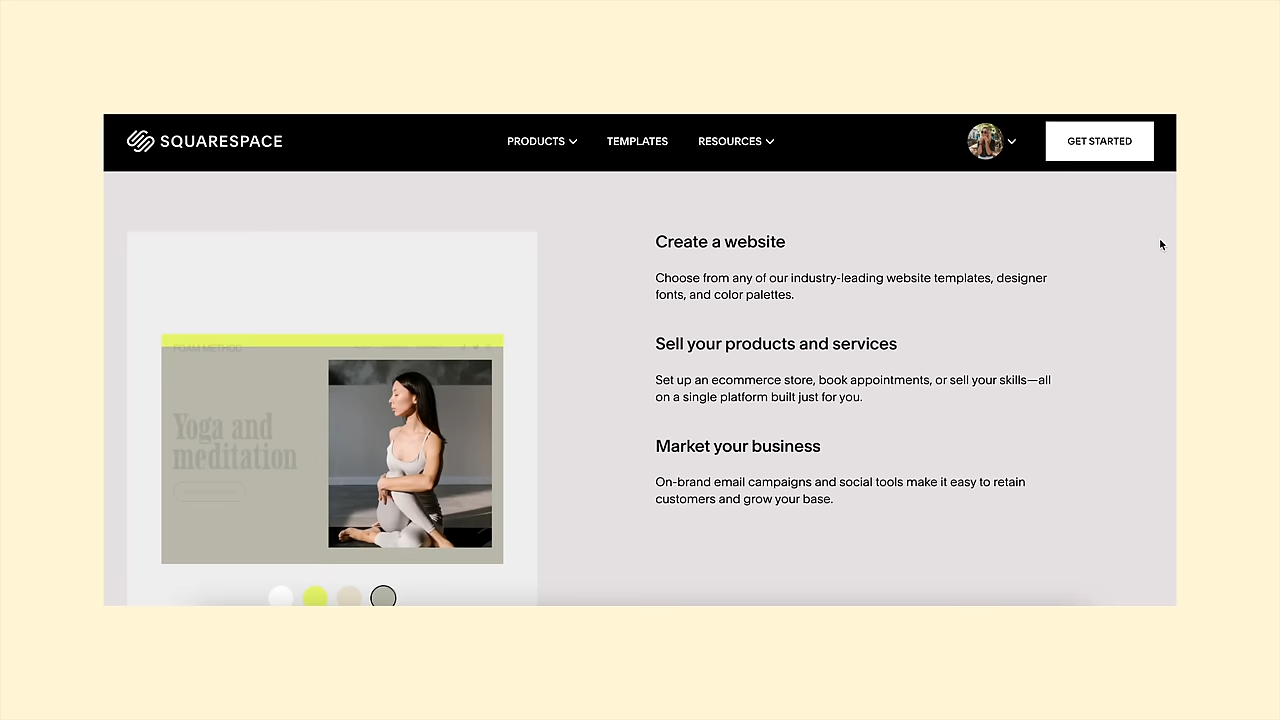 SQUARESPACE
PRODUCTS
TEMPLATES
RESOURCES
GET STARTED
FOAM METHOD
Yoga and
meditation
Create a website
Choose from any of our industry-leading website templates, designer
fonts, and color palettes.
Sell your products and services
Set up an ecommerce store, book appointments, or sell your skills—all
on a single platform built just for you.
Market your business
On-brand email campaigns and social tools make it easy to retain
customers and grow your base.